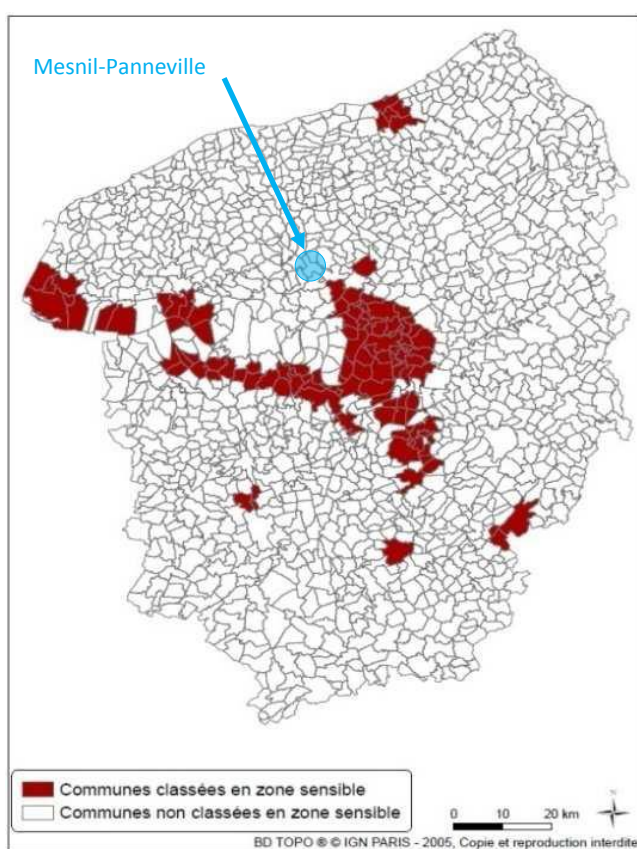 Mesnil-Panneville
Communes classées en zone sensible
Communes non classées en zone sensible
0 10 20 km
BD TOPO ® © IGN PARIS - 2005, Copie et reproduction interdite